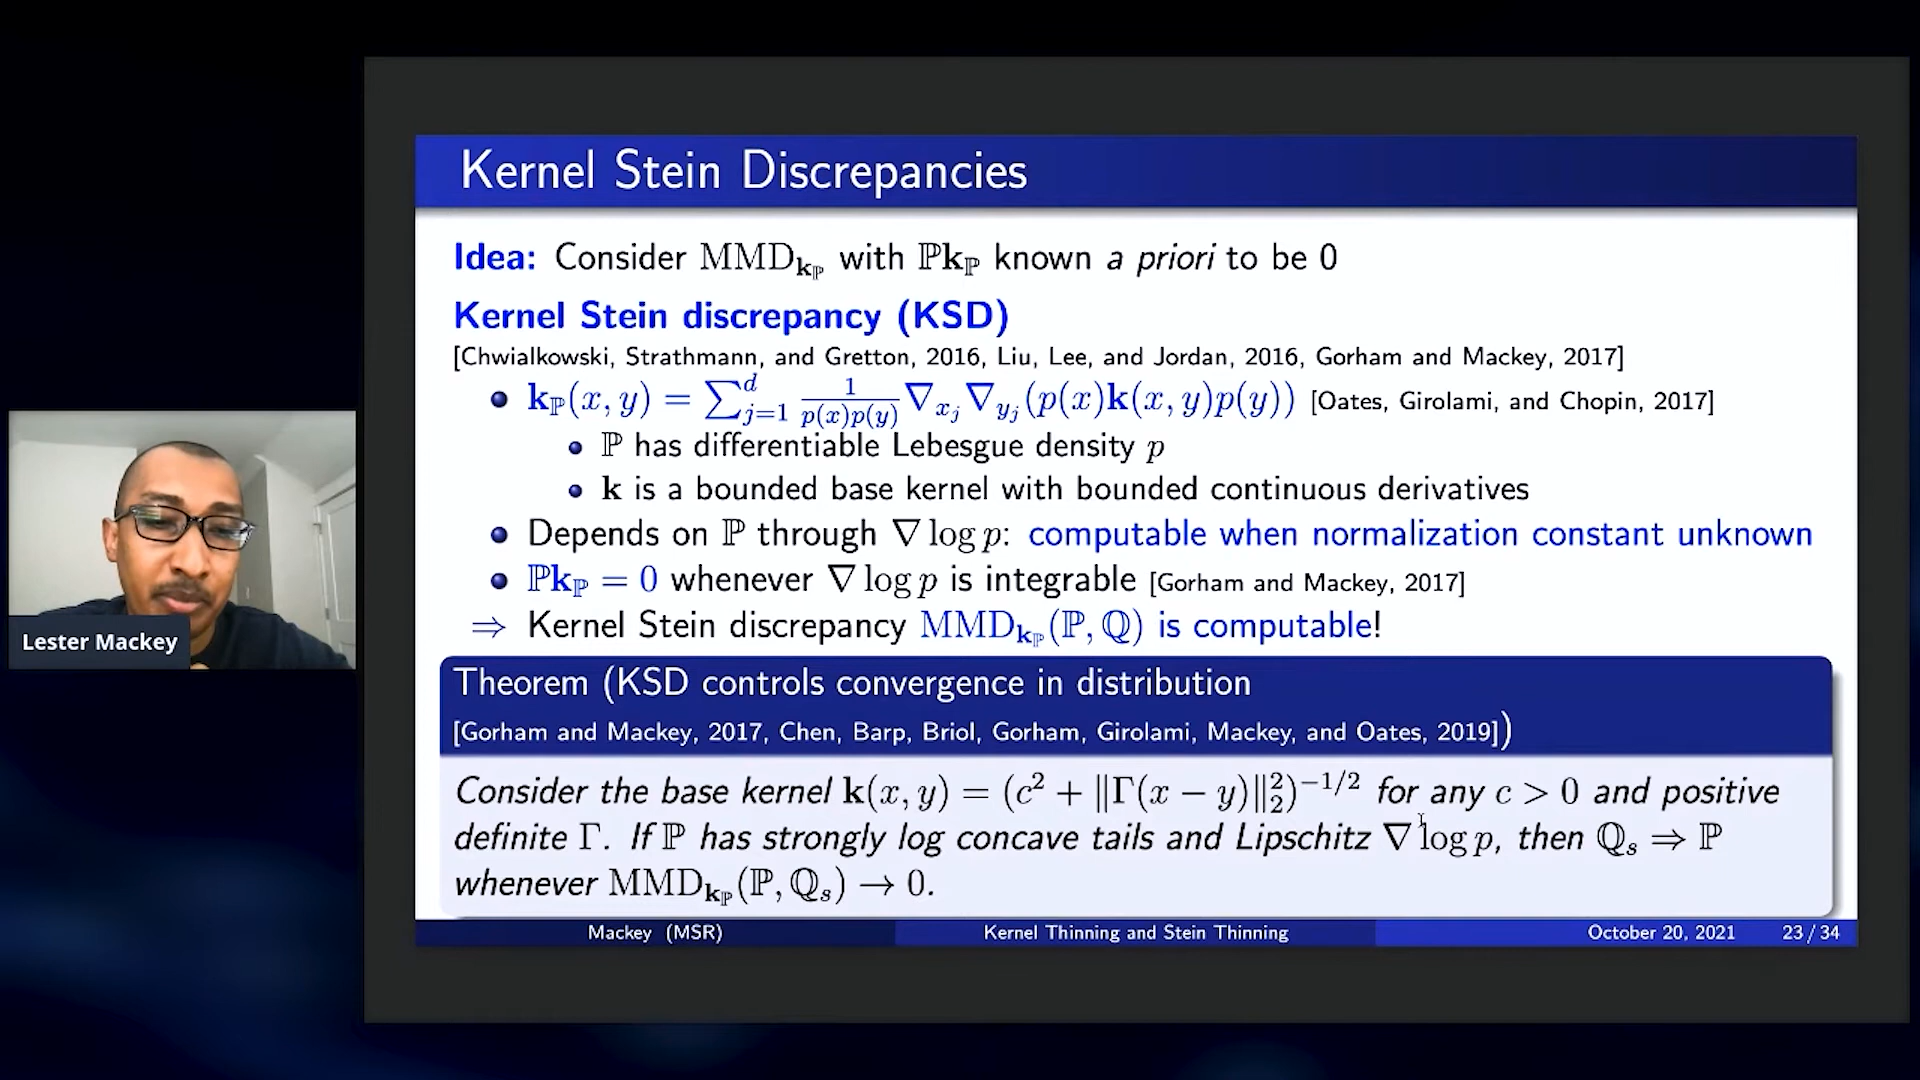 Kernel Stein Discrepancies
Idea: Consider MMD_{k_ℙ} with ℙk_ℙ known a priori to be 0
Kernel Stein discrepancy (KSD)
[Chwialkowski, Strathmann, and Gretton, 2016, Liu, Lee, and Jordan, 2016, Gorham and Mackey, 2017]
• k_ℙ(x, y) = ∑_{j=1}^{d} \frac{1}{p(x)p(y)} ∇_{x_j} ∇_{y_j} (p(x)k(x, y)p(y)) [Oates, Girolami, and Chopin, 2017]
• ℙ has differentiable Lebesgue density p
• k is a bounded base kernel with bounded continuous derivatives
• Depends on ℙ through ∇ log p: computable when normalization constant unknown
• ℙk_ℙ = 0 whenever ∇ log p is integrable [Gorham and Mackey, 2017]
⇒ Kernel Stein discrepancy MMD_{k_ℙ}(ℙ, ℚ) is computable!
Lester Mackey
Theorem (KSD controls convergence in distribution
[Gorham and Mackey, 2017, Chen, Barp, Briol, Gorham, Girolami, Mackey, and Oates, 2019])
Consider the base kernel k(x, y) = (c² + ‖Γ(x − y)‖₂²)^{−1/2} for any c > 0 and positive
definite Γ. If ℙ has strongly log concave tails and Lipschitz ∇ log p, then ℚ_s ⇒ ℙ
whenever MMD_{k_ℙ}(ℙ, ℚ_s) → 0.
Mackey (MSR) Kernel Thinning and Stein Thinning October 20, 2021 23 / 34